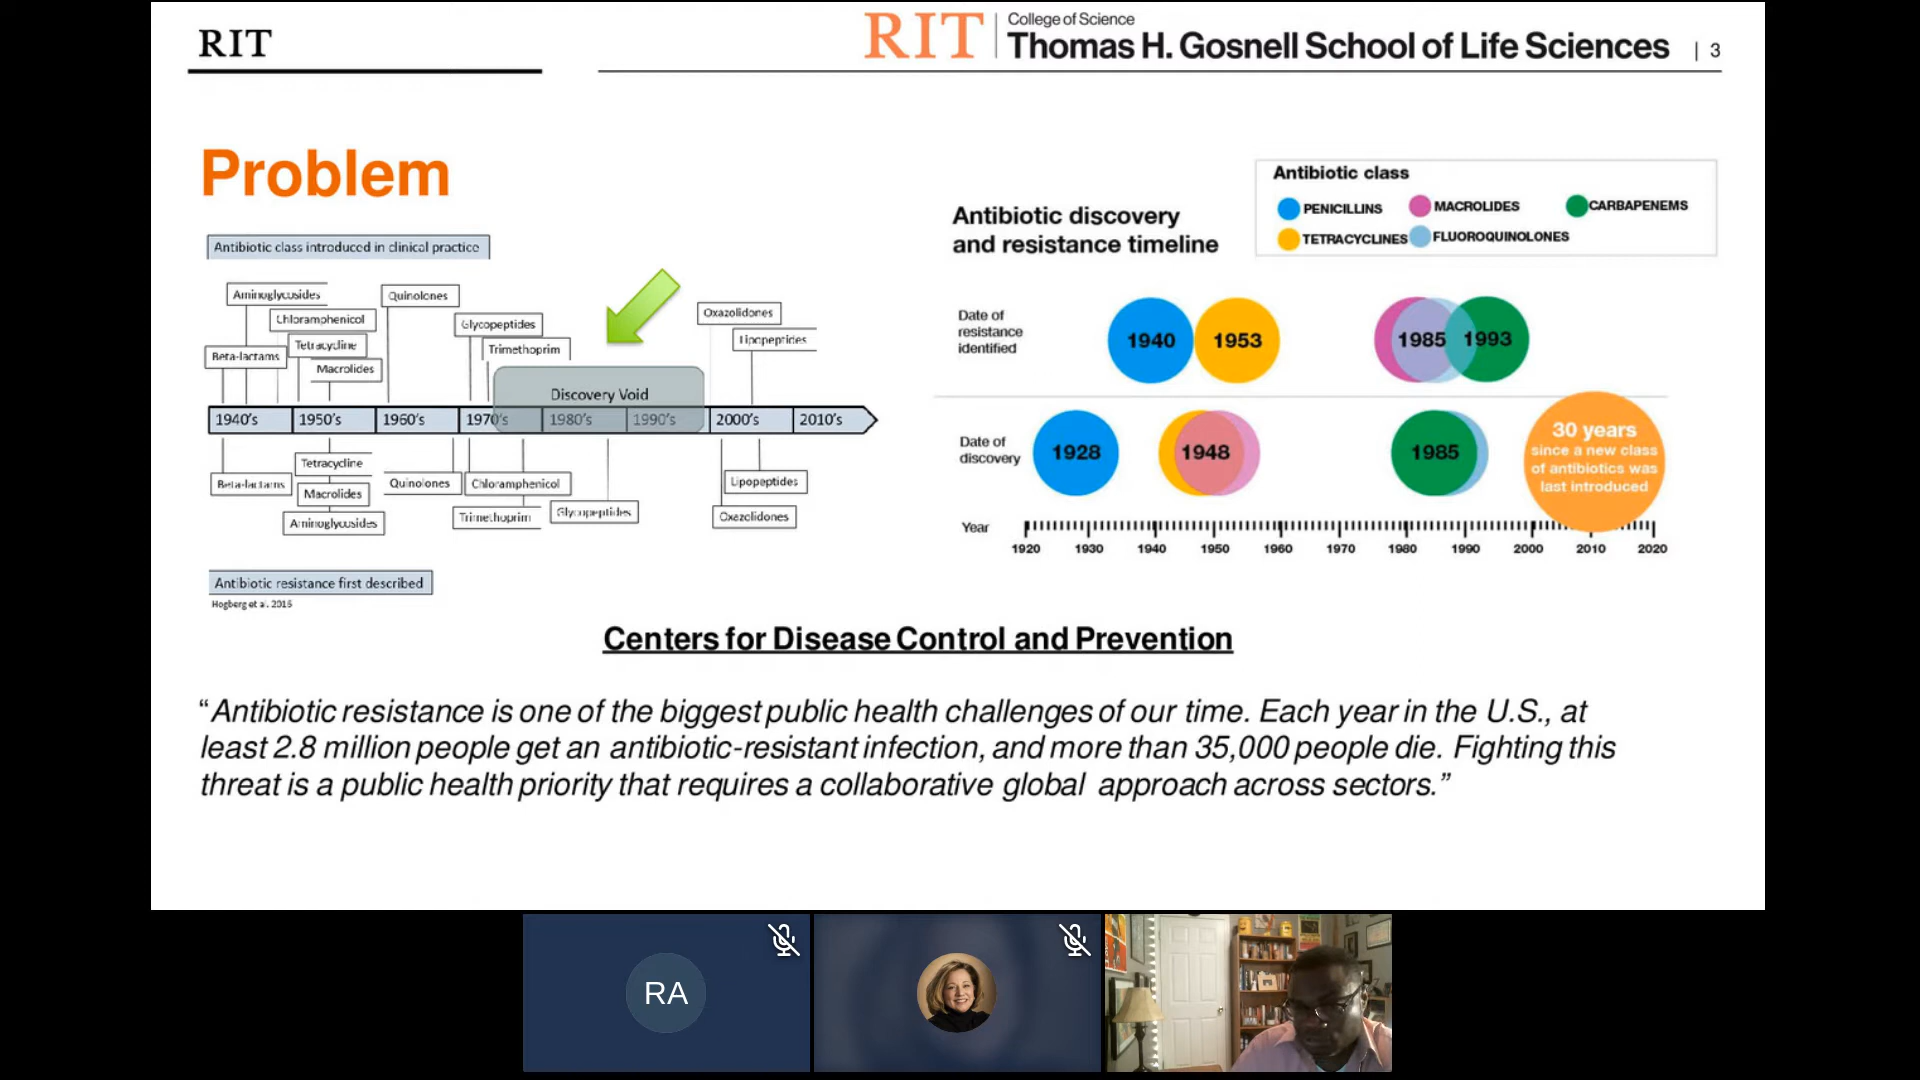 RIT
RIT
College of Science
Thomas H. Gosnell School of Life Sciences
| 3
Problem
Antibiotic class introduced in clinical practice
Aminoglycosides
Quinolones
Chloramphenicol
Glycopeptides
Oxazolidones
Tetracycline
Trimethoprim
Lipopeptides
Beta-lactams
Macrolides
Discovery Void
1940's
1950's
1960's
1970's
1980's
1990's
2000's
2010's
Tetracycline
Beta-lactams
Quinolones
Chloramphenicol
Lipopeptides
Macrolides
Trimethoprim
Glycopeptides
Oxazolidones
Aminoglycosides
Antibiotic resistance first described
Hogberg et al. 2015
Antibiotic discovery
and resistance timeline
Antibiotic class
PENICILLINS
MACROLIDES
CARBAPENEMS
TETRACYCLINES
FLUOROQUINOLONES
Date of
resistance
identified
1940
1953
1985
1993
Date of
discovery
1928
1948
1985
30 years
since a new class
of antibiotics was
last introduced
Year
1920
1930
1940
1950
1960
1970
1980
1990
2000
2010
2020
Centers for Disease Control and Prevention
“Antibiotic resistance is one of the biggest public health challenges of our time. Each year in the U.S., at
least 2.8 million people get an antibiotic-resistant infection, and more than 35,000 people die. Fighting this
threat is a public health priority that requires a collaborative global approach across sectors.”
RA